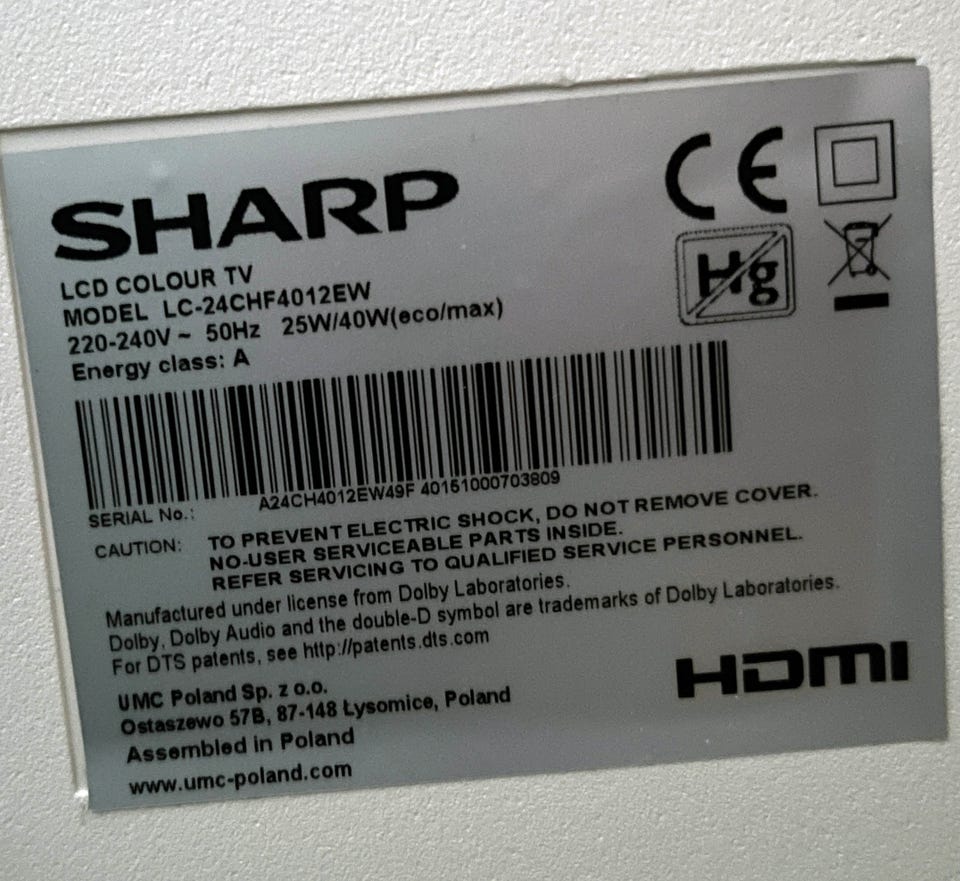 SHARP
LCD COLOUR TV
MODEL LC-24CHF4012EW
220-240V ~ 50Hz 25W/40W(eco/max)
Energy class: A
CE
Hg
A24CH4012EW49F 40151000703809
SERIAL No.:
CAUTION: TO PREVENT ELECTRIC SHOCK, DO NOT REMOVE COVER.
NO-USER SERVICEABLE PARTS INSIDE.
REFER SERVICING TO QUALIFIED SERVICE PERSONNEL.
Manufactured under license from Dolby Laboratories.
Dolby, Dolby Audio and the double-D symbol are trademarks of Dolby Laboratories.
For DTS patents, see http://patents.dts.com
HDMI
UMC Poland Sp. z o.o.
Ostaszewo 57B, 87-148 Łysomice, Poland
Assembled in Poland
www.umc-poland.com